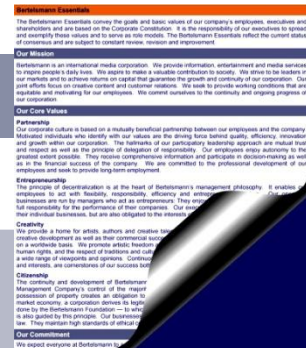 Bertelsmann Essentials
The Bertelsmann Essentials convey the goals and basic values of our company's employees, executives and
shareholders and are based on the Corporate Constitution. It is the responsibility of our executives to spread
and exemplify these values and to serve as role models. The Bertelsmann Essentials reflect the current status
of consensus and are subject to constant review, revision and improvement.
Our Mission
Bertelsmann is an international media corporation. We provide information, entertainment and media services
to inspire people's daily lives. We aspire to make a valuable contribution to society. We strive to be leaders in
our markets and to achieve returns on capital that guarantee the growth and continuity of our corporation. Our
joint efforts focus on creative content and customer relations. We seek to provide working conditions that are
equitable and motivating for our employees. We commit ourselves to the continuity and ongoing progress of
our corporation.
Our Core Values
Partnership
Our corporate culture is based on a mutually beneficial partnership between our employees and the company.
Motivated individuals who identify with our values are the driving force behind quality, efficiency, innovation
and growth within our corporation. The hallmarks of our participatory leadership approach are mutual trust
and respect as well as the principle of delegation of responsibility. Our employees enjoy autonomy to the
greatest extent possible. They receive comprehensive information and participate in decision-making as well
as in the financial success of the company. We are committed to the professional development of our
employees and seek to provide long-term employment.
Entrepreneurship
The principle of decentralization is at the heart of Bertelsmann's management philosophy. It enables
employees to act with flexibility, responsibility, efficiency and
businesses are run by managers who act as entrepreneurs: They enjoy
full responsibility for the performance of their companies. Our
their individual businesses, but are also obligated to the interests
Creativity
We provide a home for artists, authors and creative
creative development as well as their commercial
on a worldwide basis. We promote artistic freedom
human rights, and the respect of traditions and
a wide range of viewpoints and opinions.
and interests, are cornerstones of our success
Citizenship
The continuity and development of Bertelsmann
Management Company's control of the
possession of property creates an obligation to
market economy, a corporation derives its
done by the Bertelsmann Foundation — to
is also guided by this principle. Our
law. They maintain high standards of ethical
Our Commitment
We expect everyone at Bertelsmann to